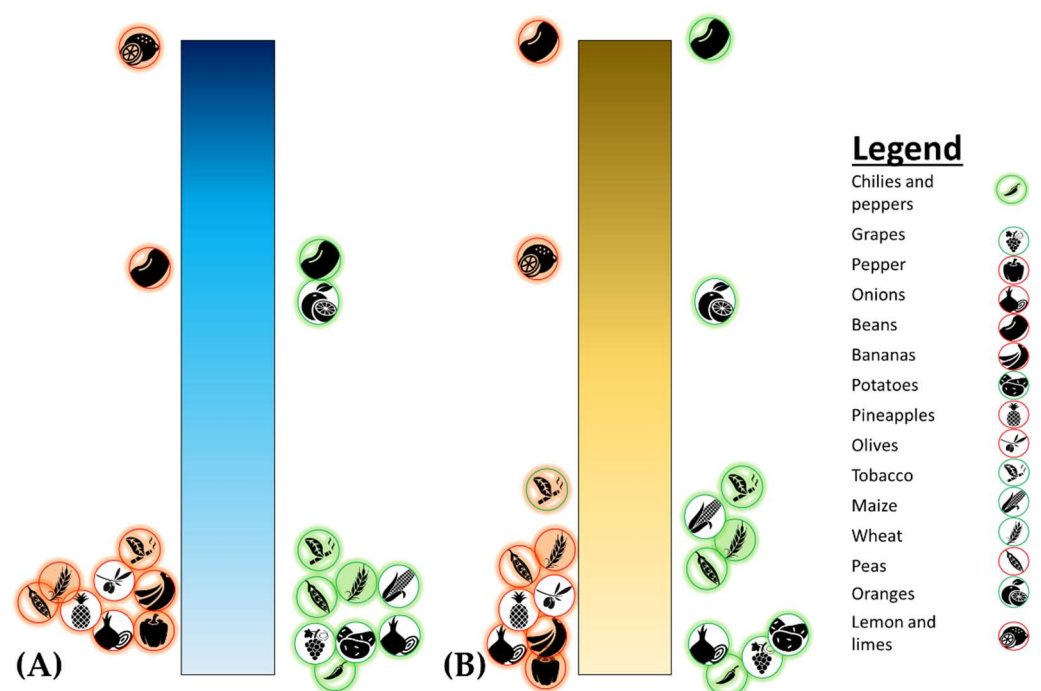 Legend
Chilies and
peppers
Grapes
Pepper
Onions
Beans
Bananas
Potatoes
Pineapples
Olives
Tobacco
Maize
Wheat
Peas
Oranges
Lemon and
limes
(A)
(B)